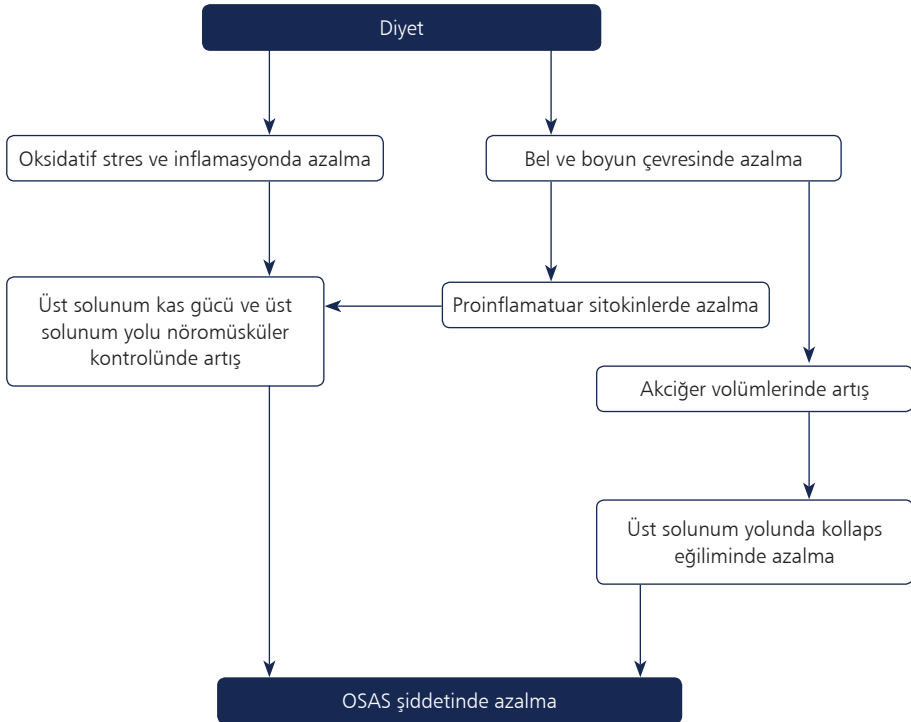 Diyet
Oksidatif stres ve inflamasyonda azalma
Bel ve boyun çevresinde azalma
Üst solunum kas gücü ve üst
solunum yolu nöromüsküler
kontrolünde artış
Proinflamatuar sitokinlerde azalma
Akciğer volümlerinde artış
Üst solunum yolunda kollaps
eğiliminde azalma
OSAS şiddetinde azalma